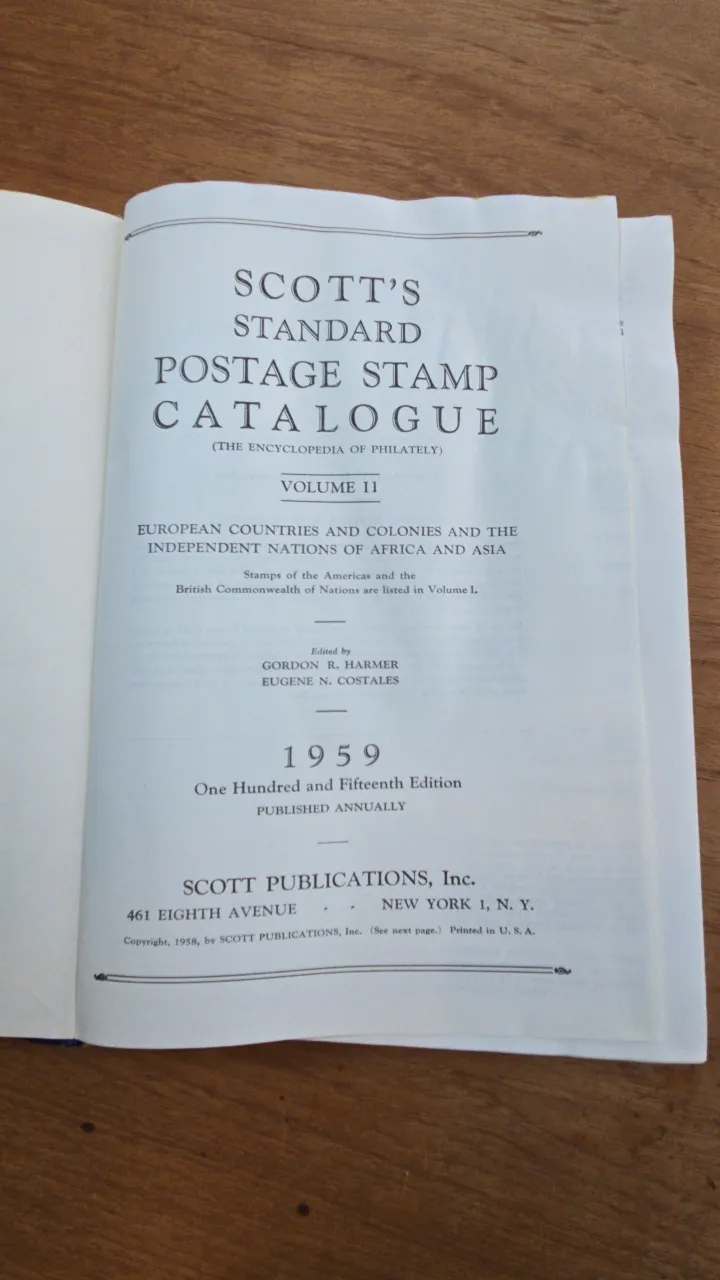 SCOTT'S
STANDARD
POSTAGE STAMP
CATALOGUE
(THE ENCYCLOPEDIA OF PHILATELY)
VOLUME II
EUROPEAN COUNTRIES AND COLONIES AND THE
INDEPENDENT NATIONS OF AFRICA AND ASIA
Stamps of the Americas and the
British Commonwealth of Nations are listed in Volume I.
Edited by
GORDON R. HARMER
EUGENE N. COSTALES
1959
One Hundred and Fifteenth Edition
PUBLISHED ANNUALLY
SCOTT PUBLICATIONS, Inc.
461 EIGHTH AVENUE - - NEW YORK 1, N. Y.
Copyright, 1958, by SCOTT PUBLICATIONS, Inc. (See next page.) Printed in U. S. A.